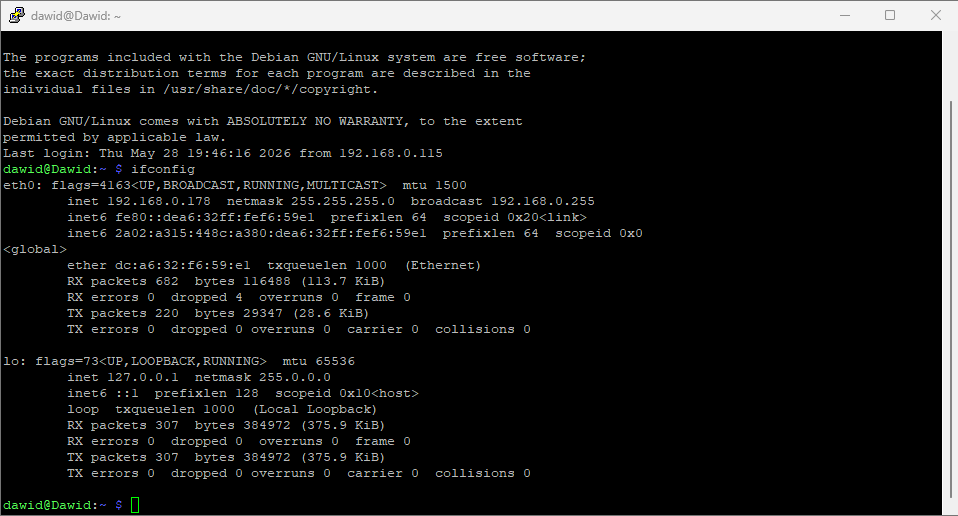 dawid@Dawid: ~
The programs included with the Debian GNU/Linux system are free software;
the exact distribution terms for each program are described in the
individual files in /usr/share/doc/*/copyright.
Debian GNU/Linux comes with ABSOLUTELY NO WARRANTY, to the extent
permitted by applicable law.
Last login: Thu May 28 19:46:16 2026 from 192.168.0.115
dawid@Dawid:~ $ ifconfig
eth0: flags=4163<UP,BROADCAST,RUNNING,MULTICAST>  mtu 1500
        inet 192.168.0.178  netmask 255.255.255.0  broadcast 192.168.0.255
        inet6 fe80::dea6:32ff:fef6:59e1  prefixlen 64  scopeid 0x20<link>
        inet6 2a02:a315:448c:a380:dea6:32ff:fef6:59e1  prefixlen 64  scopeid 0x0
<global>
        ether dc:a6:32:f6:59:e1  txqueuelen 1000  (Ethernet)
        RX packets 682  bytes 116488 (113.7 KiB)
        RX errors 0  dropped 4  overruns 0  frame 0
        TX packets 220  bytes 29347 (28.6 KiB)
        TX errors 0  dropped 0 overruns 0  carrier 0  collisions 0
lo: flags=73<UP,LOOPBACK,RUNNING>  mtu 65536
        inet 127.0.0.1  netmask 255.0.0.0
        inet6 ::1  prefixlen 128  scopeid 0x10<host>
        loop  txqueuelen 1000  (Local Loopback)
        RX packets 307  bytes 384972 (375.9 KiB)
        RX errors 0  dropped 0  overruns 0  frame 0
        TX packets 307  bytes 384972 (375.9 KiB)
        TX errors 0  dropped 0 overruns 0  carrier 0  collisions 0
dawid@Dawid:~ $